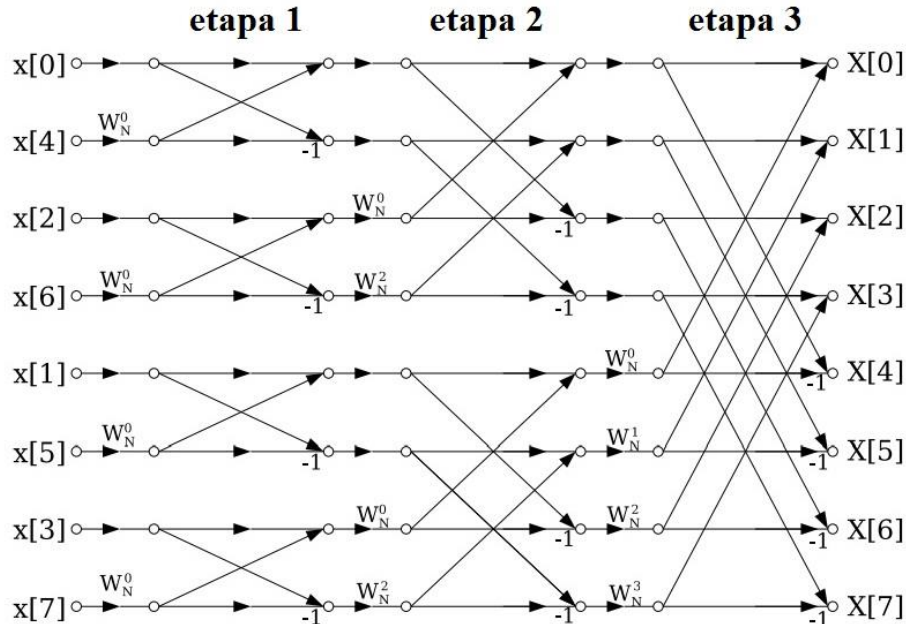 etapa 1 etapa 2 etapa 3
x[0] X[0]
W_N^0
x[4] -1 X[1]
W_N^0
x[2] -1 X[2]
W_N^0 W_N^2
x[6] -1 -1 X[3]
W_N^0
x[1] -1 X[4]
W_N^0 W_N^1
x[5] -1 -1 X[5]
W_N^0 W_N^2
x[3] -1 -1 X[6]
W_N^0 W_N^2 W_N^3
x[7] -1 -1 -1 X[7]